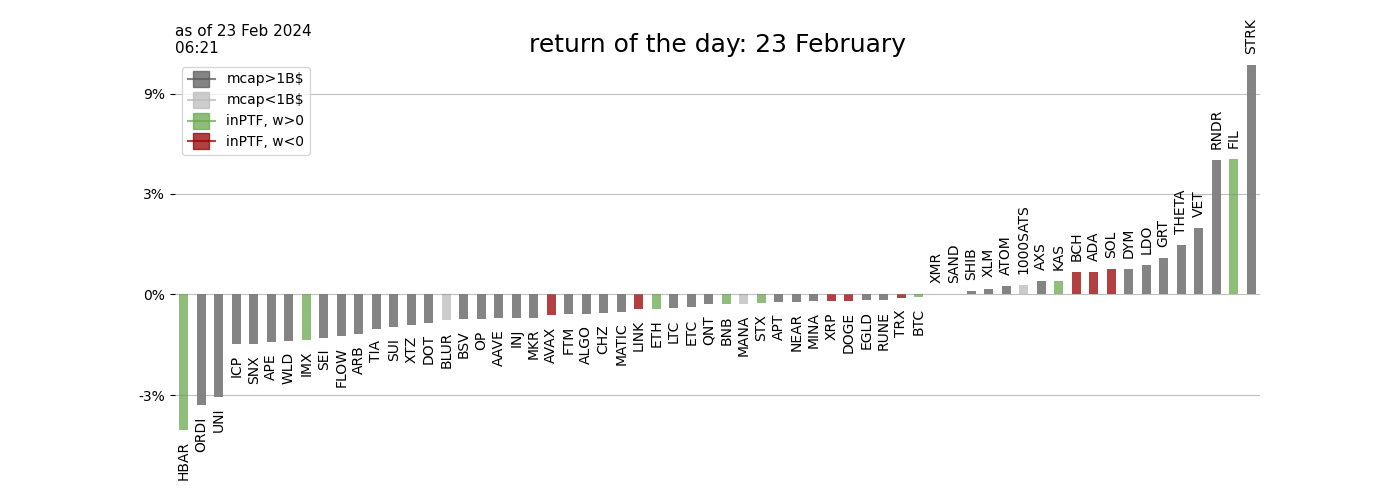 as of 23 Feb 2024
06:21
return of the day: 23 February
mcap>1B$
mcap<1B$
inPTF, w>0
inPTF, w<0
9%
3%
0%
-3%
HBAR
ORDI
UNI
ICP
SNX
APE
WLD
IMX
SEI
FLOW
ARB
TIA
SUI
XTZ
DOT
BLUR
BSV
OP
AAVE
INJ
MKR
AVAX
FTM
ALGO
CHZ
MATIC
LINK
ETH
LTC
ETC
QNT
BNB
MANA
STX
APT
NEAR
MINA
XRP
DOGE
EGLD
RUNE
TRX
BTC
XMR
SAND
SHIB
XLM
ATOM
1000SATS
AXS
KAS
BCH
ADA
SOL
DYM
LDO
GRT
THETA
VET
RNDR
FIL
STRK